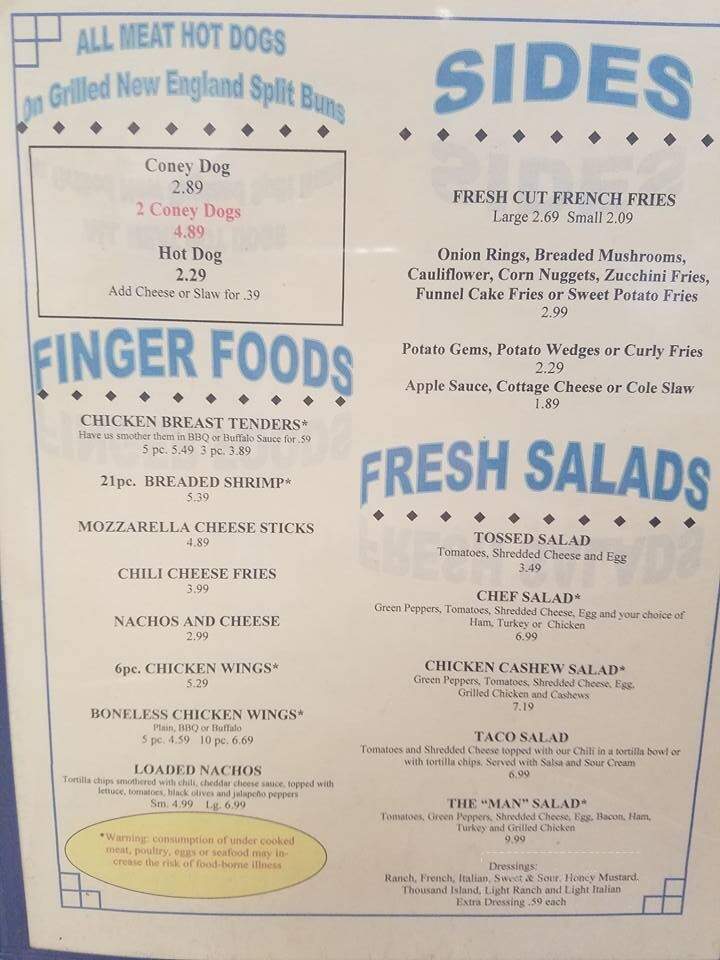 ALL MEAT HOT DOGS
On Grilled New England Split Buns
Coney Dog
2.89
2 Coney Dogs
4.89
Hot Dog
2.29
Add Cheese or Slaw for .39
FINGER FOODS
CHICKEN BREAST TENDERS*
Have us smother them in BBQ or Buffalo Sauce for .59
5 pc. 5.49 3 pc. 3.89
21pc. BREADED SHRIMP*
5.39
MOZZARELLA CHEESE STICKS
4.89
CHILI CHEESE FRIES
3.99
NACHOS AND CHEESE
2.99
6pc. CHICKEN WINGS*
5.29
BONELESS CHICKEN WINGS*
Plain, BBQ or Buffalo
5 pc. 4.59 10 pc. 6.69
LOADED NACHOS
Tortilla chips smothered with chili, cheddar cheese sauce, topped with
lettuce, tomatoes, black olives and jalapeño peppers
Sm. 4.99 Lg. 6.99
*Warning: consumption of under cooked
meat, poultry, eggs or seafood may in-
crease the risk of food-borne illness
SIDES
FRESH CUT FRENCH FRIES
Large 2.69 Small 2.09
Onion Rings, Breaded Mushrooms,
Cauliflower, Corn Nuggets, Zucchini Fries,
Funnel Cake Fries or Sweet Potato Fries
2.99
Potato Gems, Potato Wedges or Curly Fries
2.29
Apple Sauce, Cottage Cheese or Cole Slaw
1.89
FRESH SALADS
TOSSED SALAD
Tomatoes, Shredded Cheese and Egg
3.49
CHEF SALAD*
Green Peppers, Tomatoes, Shredded Cheese, Egg and your choice of
Ham, Turkey or Chicken
6.99
CHICKEN CASHEW SALAD*
Green Peppers, Tomatoes, Shredded Cheese, Egg,
Grilled Chicken and Cashews
7.19
TACO SALAD
Tomatoes and Shredded Cheese topped with our Chili in a tortilla bowl or
with tortilla chips. Served with Salsa and Sour Cream
6.99
THE “MAN” SALAD*
Tomatoes, Green Peppers, Shredded Cheese, Egg, Bacon, Ham,
Turkey and Grilled Chicken
9.99
Dressings:
Ranch, French, Italian, Sweet & Sour, Honey Mustard,
Thousand Island, Light Ranch and Light Italian
Extra Dressing .59 each